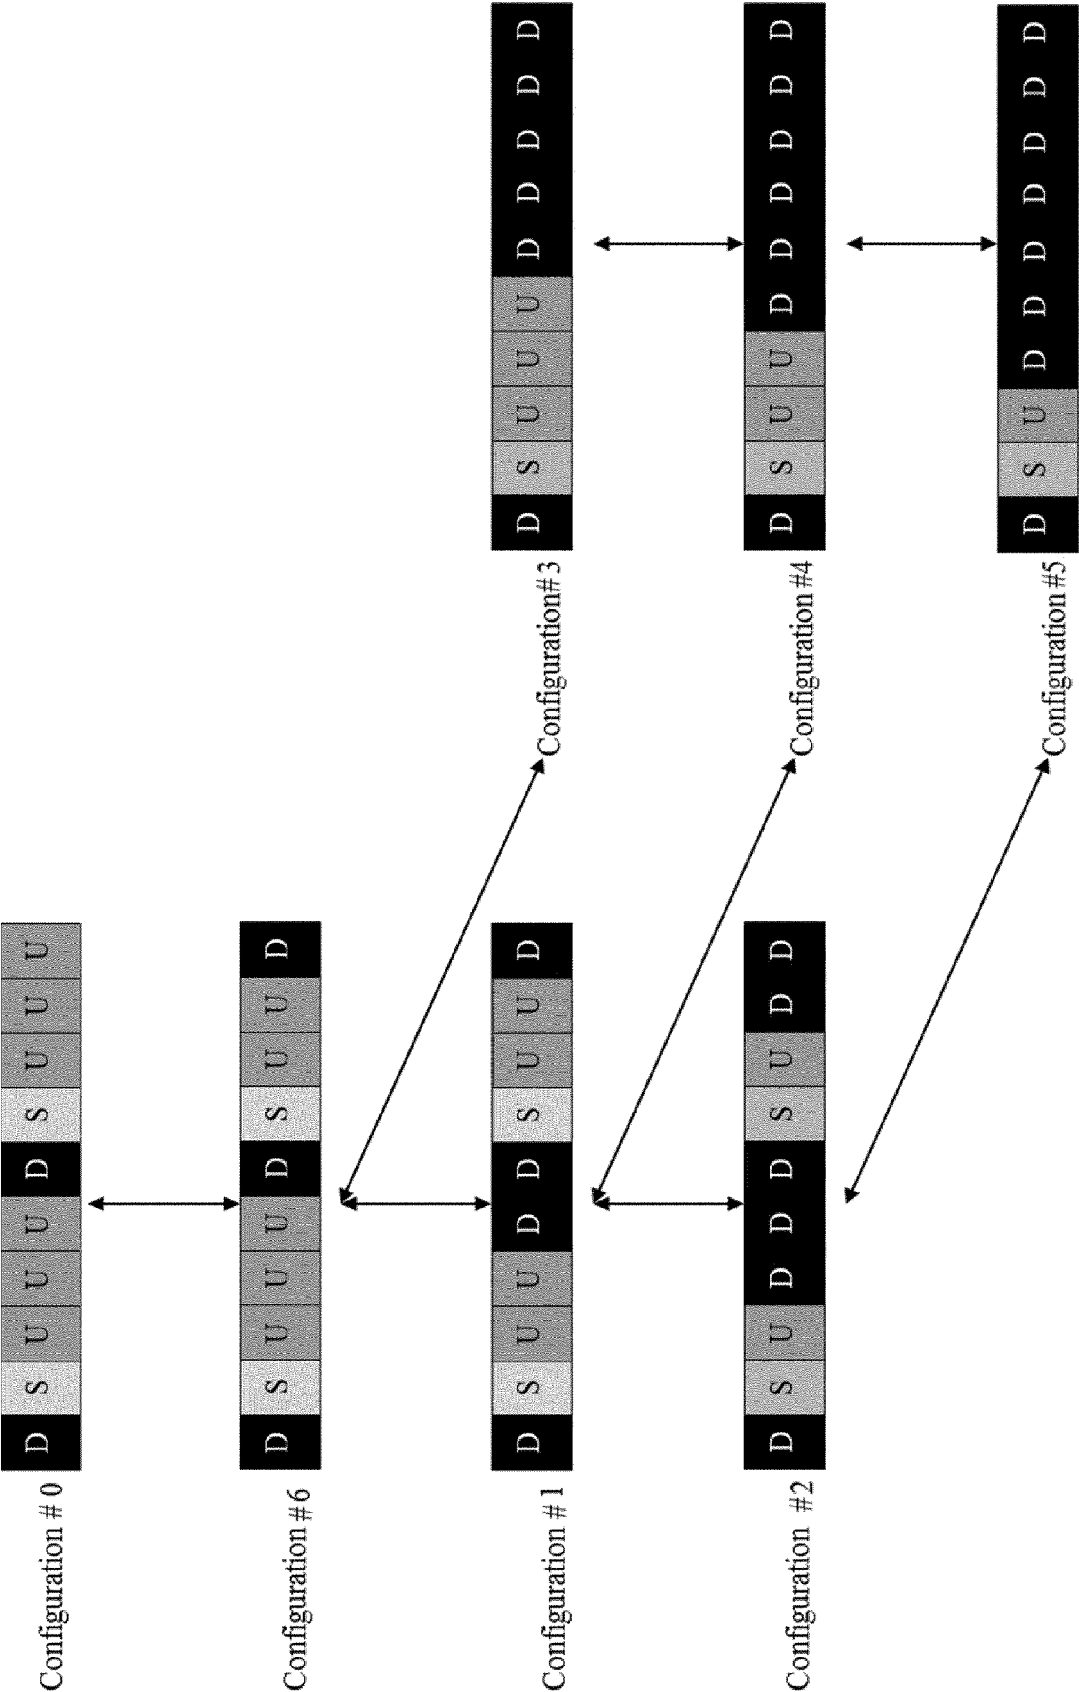 Configuration # 0 D S U U U D S U U U
Configuration # 6 D S U U U D S U U D
Configuration # 1 D S U U D D S U U D
Configuration# 3 D S U U U D D D D D
Configuration #2 D S U D D D S U D D
Configuration #4 D S U U D D D D D D
Configuration #5 D S U D D D D D D D